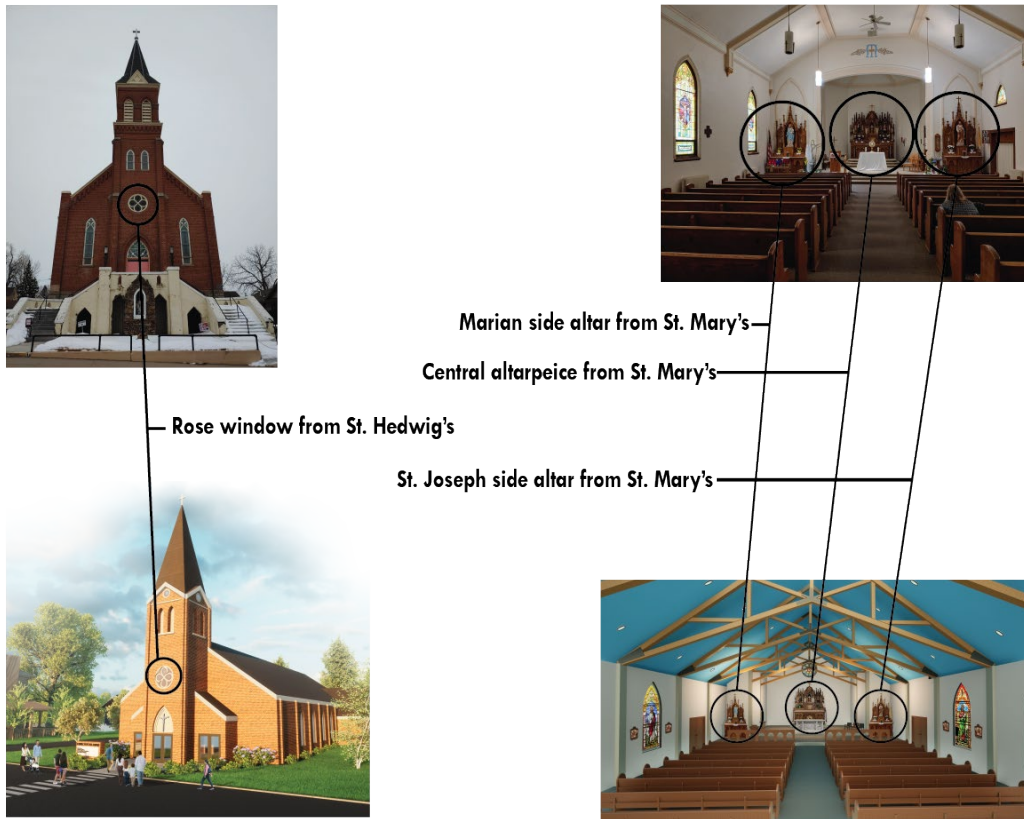 Marian side altar from St. Mary's
Central altarpeice from St. Mary's
Rose window from St. Hedwig's
St. Joseph side altar from St. Mary's